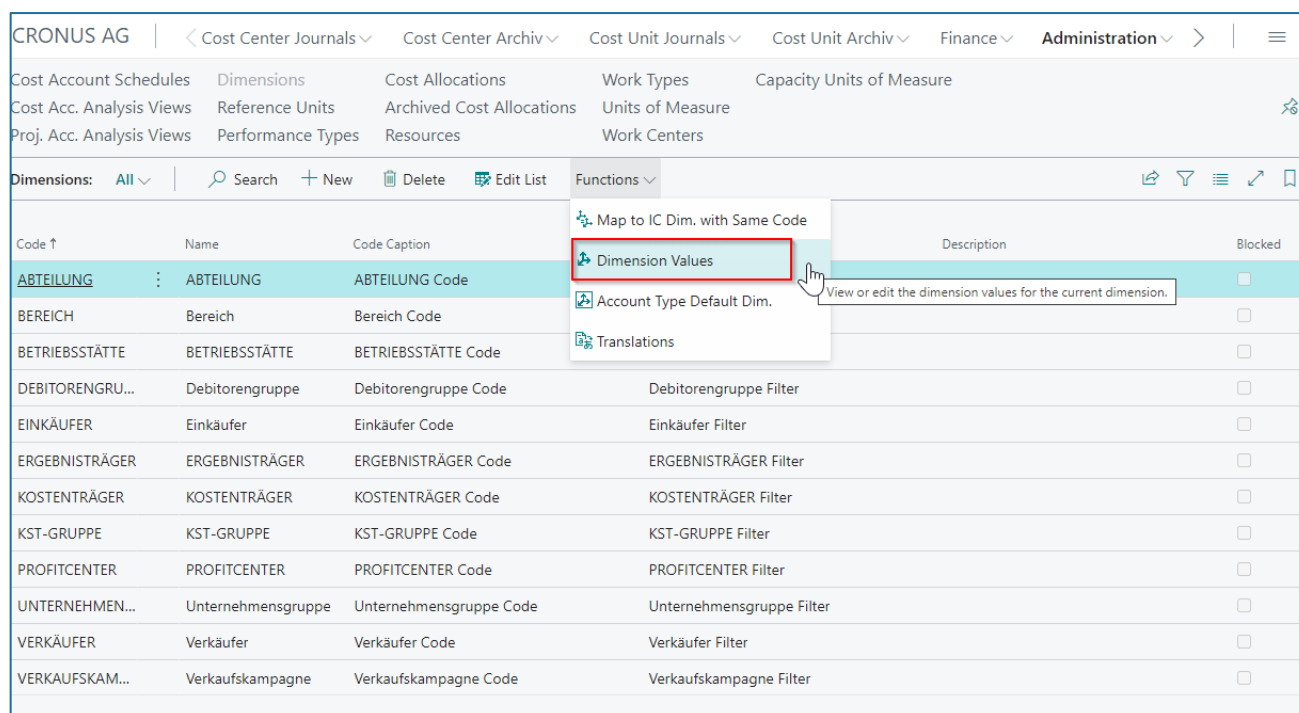 CRONUS AG Cost Center Journals Cost Center Archiv Cost Unit Journals Cost Unit Archiv Finance Administration
Cost Account Schedules Dimensions Cost Allocations Work Types Capacity Units of Measure
Cost Acc. Analysis Views Reference Units Archived Cost Allocations Units of Measure
Proj. Acc. Analysis Views Performance Types Resources Work Centers
Dimensions: All Search New Delete Edit List Functions
Map to IC Dim. with Same Code
Code ↑ Name Code Caption Description Blocked
Dimension Values
ABTEILUNG ABTEILUNG ABTEILUNG Code
View or edit the dimension values for the current dimension.
Account Type Default Dim.
BEREICH Bereich Bereich Code
Translations
BETRIEBSSTÄTTE BETRIEBSSTÄTTE BETRIEBSSTÄTTE Code
DEBITORENGRU... Debitorengruppe Debitorengruppe Code Debitorengruppe Filter
EINKÄUFER Einkäufer Einkäufer Code Einkäufer Filter
ERGEBNISTRÄGER ERGEBNISTRÄGER ERGEBNISTRÄGER Code ERGEBNISTRÄGER Filter
KOSTENTRÄGER KOSTENTRÄGER KOSTENTRÄGER Code KOSTENTRÄGER Filter
KST-GRUPPE KST-GRUPPE KST-GRUPPE Code KST-GRUPPE Filter
PROFITCENTER PROFITCENTER PROFITCENTER Code PROFITCENTER Filter
UNTERNEHMEN... Unternehmensgruppe Unternehmensgruppe Code Unternehmensgruppe Filter
VERKÄUFER Verkäufer Verkäufer Code Verkäufer Filter
VERKAUFSKAM... Verkaufskampagne Verkaufskampagne Code Verkaufskampagne Filter